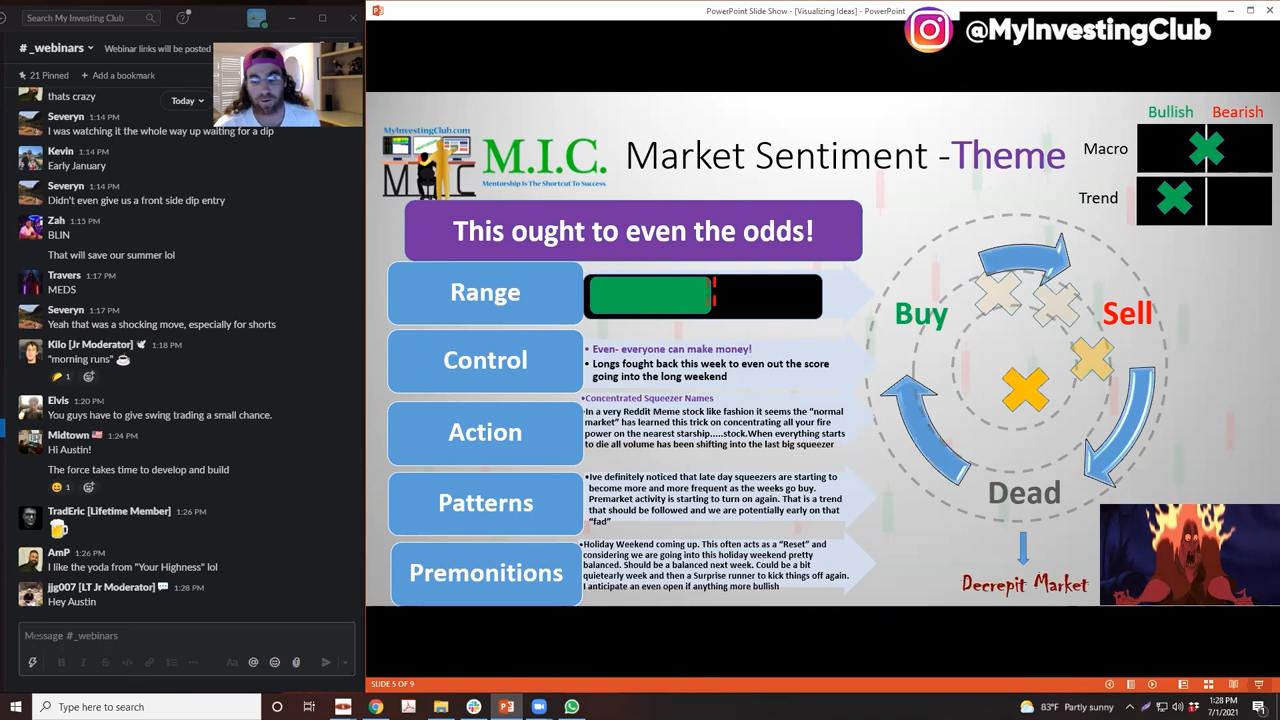 Search My Investing Club
# _webinars
Webinar links will be posted
21 Pinned
+ Add a bookmark
thats crazy
Today
Severyn 1:14 PM
I was watching it the whole way up waiting for a dip
Kevin 1:14 PM
Early January
Severyn 1:14 PM
Didn't even give us a front side dip entry
Zah 1:15 PM
BLIN
That will save our summer lol
Travers 1:17 PM
MEDS
Severyn 1:17 PM
Yeah that was a shocking move, especially for shorts
Kilo [Jr Moderator] 1:18 PM
"morning runs"
1
Elvis 1:20 PM
You guys have to give swing trading a small chance.
Midtown 1:24 PM
Hi Austin!
The force takes time to develop and build
1
TradEric [Lifetime Member] 1:26 PM
AmP 1:26 PM
I like the yoda from "Your Highness" lol
jig007 [LT Jr Moderator] 1:28 PM
Hey Austin
Message #_webinars
PowerPoint Slide Show - [Visualizing Ideas] - PowerPoint
@MyInvestingClub
MyInvestingClub.com
M.I.C.
Mentorship Is The Shortcut To Success.
Market Sentiment -Theme
Bullish Bearish
Macro
Trend
This ought to even the odds!
Range
Control
• Even- everyone can make money!
• Longs fought back this week to even out the score
going into the long weekend
Action
•Concentrated Squeezer Names
•In a very Reddit Meme stock like fashion it seems the "normal
market" has learned this trick on concentrating all your fire
power on the nearest starship.....stock.When everything starts
to die all volume has been shifting into the last big squeezer
Patterns
•Ive definitely noticed that late day squeezers are starting to
become more and more frequent as the weeks go buy.
Premarket activity is starting to turn on again. That is a trend
that should be followed and we are potentially early on that
"fad"
Premonitions
•Holiday Weekend coming up. This often acts as a "Reset" and
considering we are going into this holiday weekend pretty
balanced. Should be a balanced next week. Could be a bit
quietearly week and then a Surprise runner to kick things off again.
I anticipate an even open if anything more bullish
Buy
Sell
Dead
Decrepit Market
SLIDE 5 OF 9
Type here to search
83°F Partly sunny
1:28 PM
7/1/2021